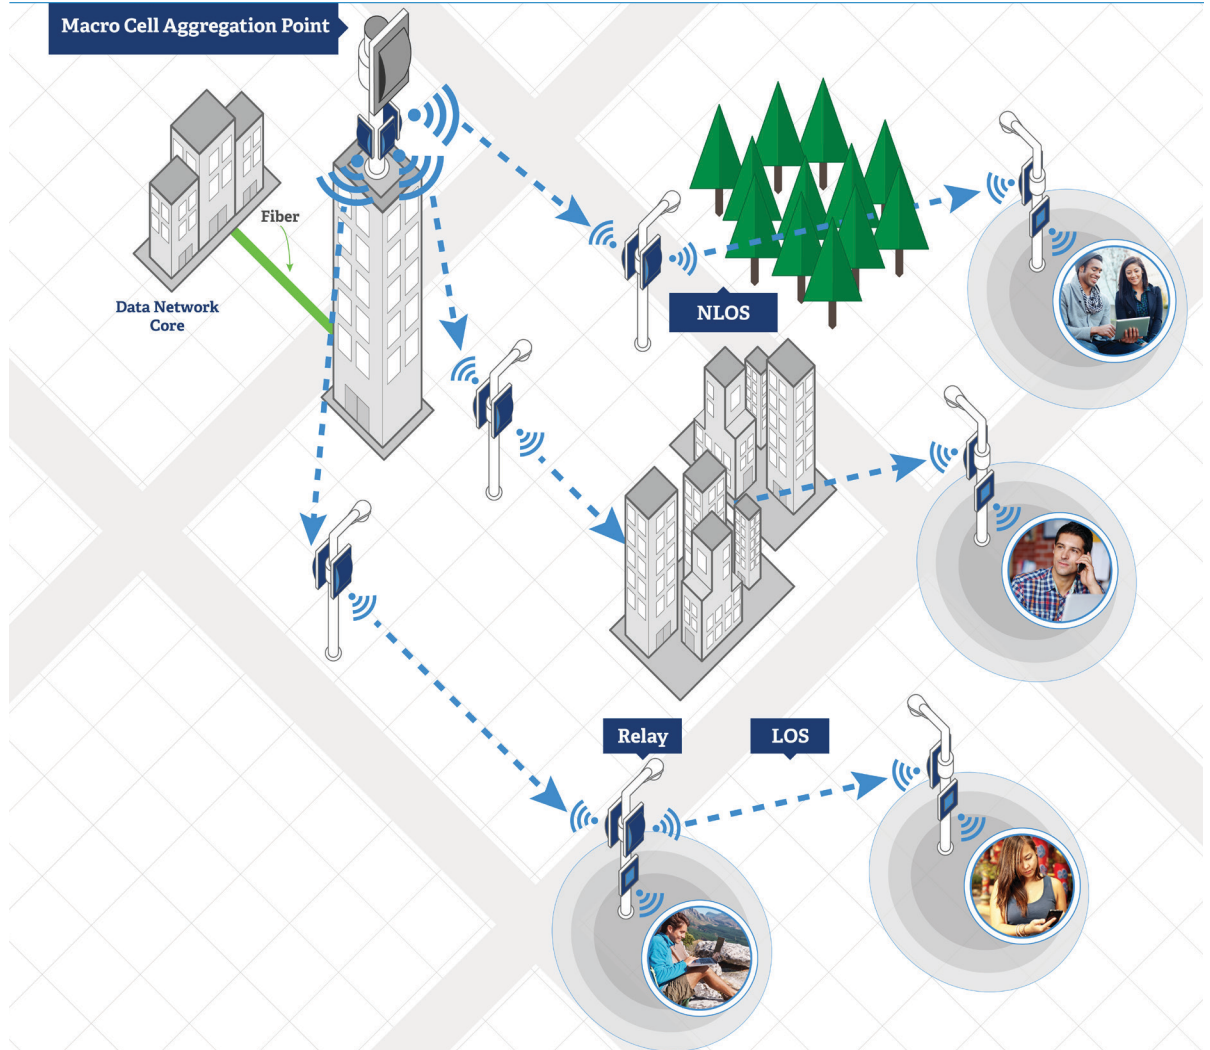 Macro Cell Aggregation Point
Fiber
Data Network
Core
NLOS
Relay
LOS